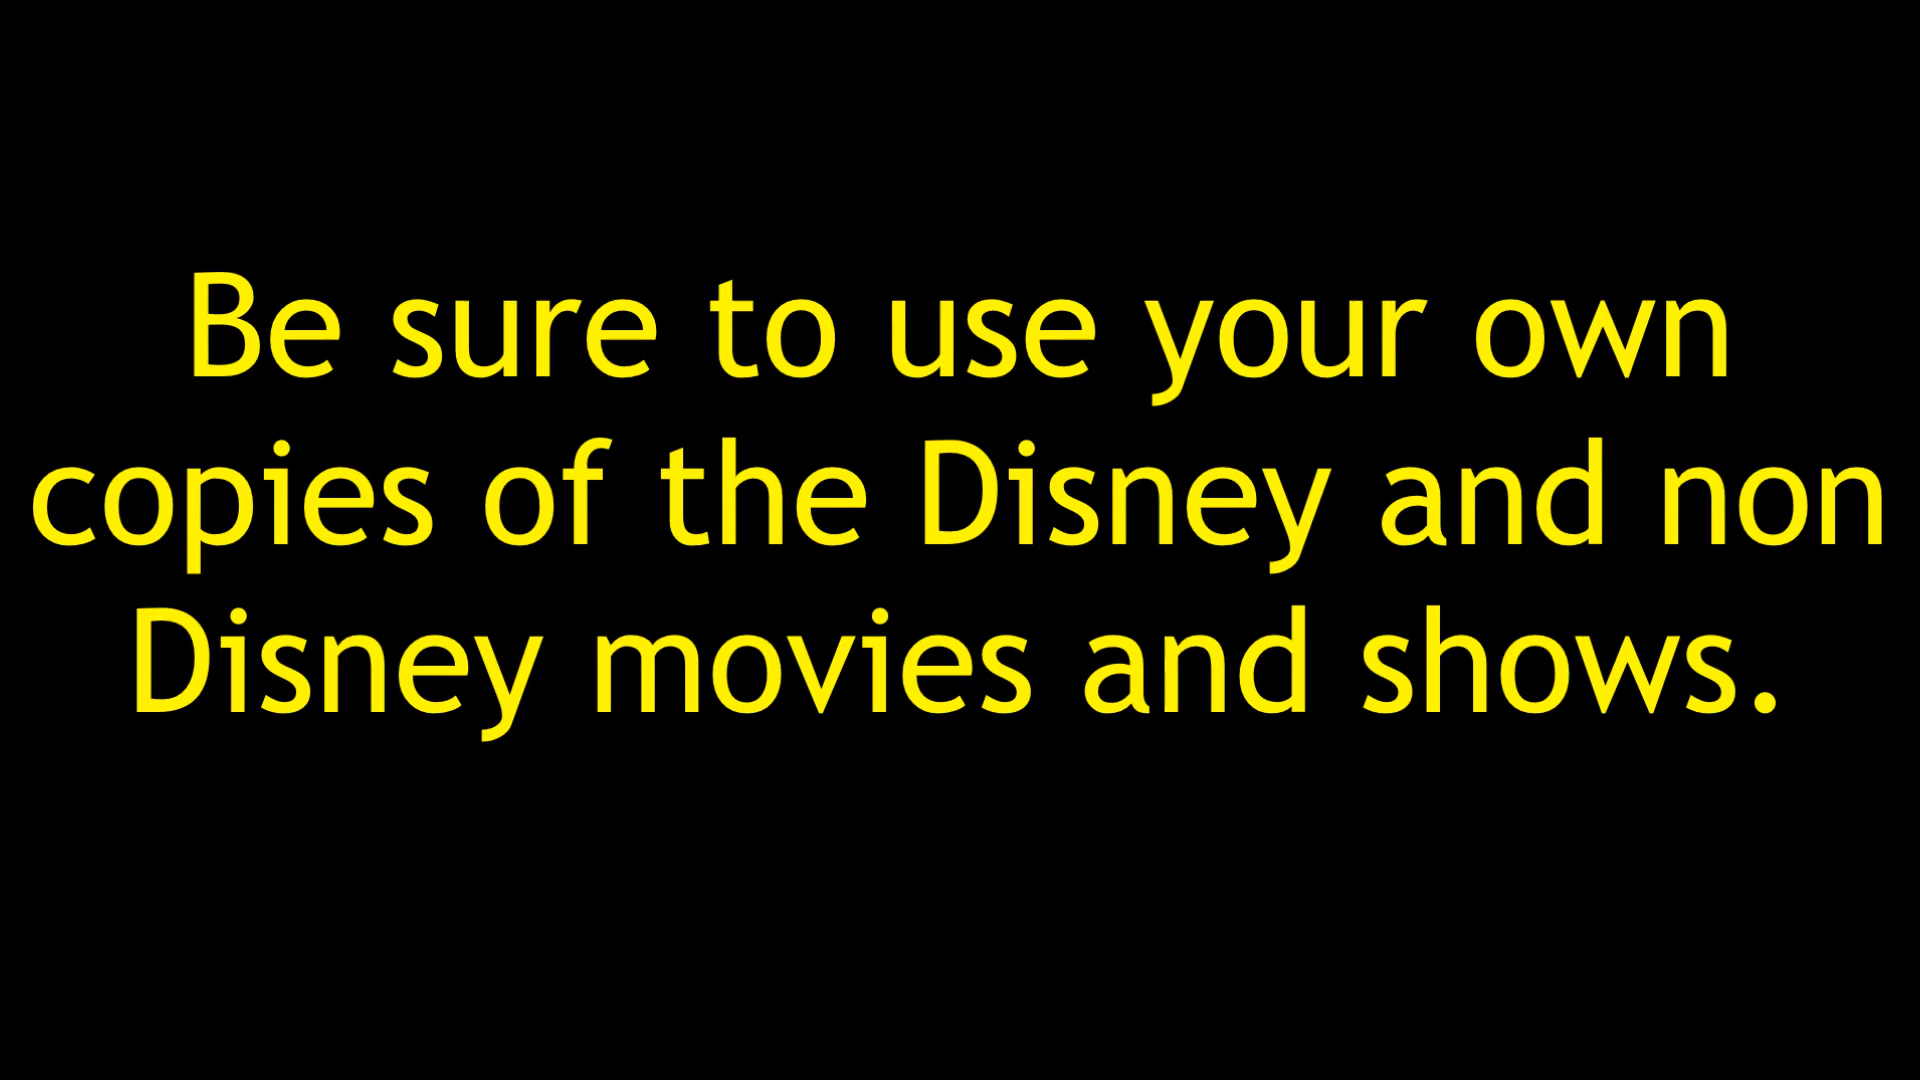 Be sure to use your own
copies of the Disney and non
Disney movies and shows.